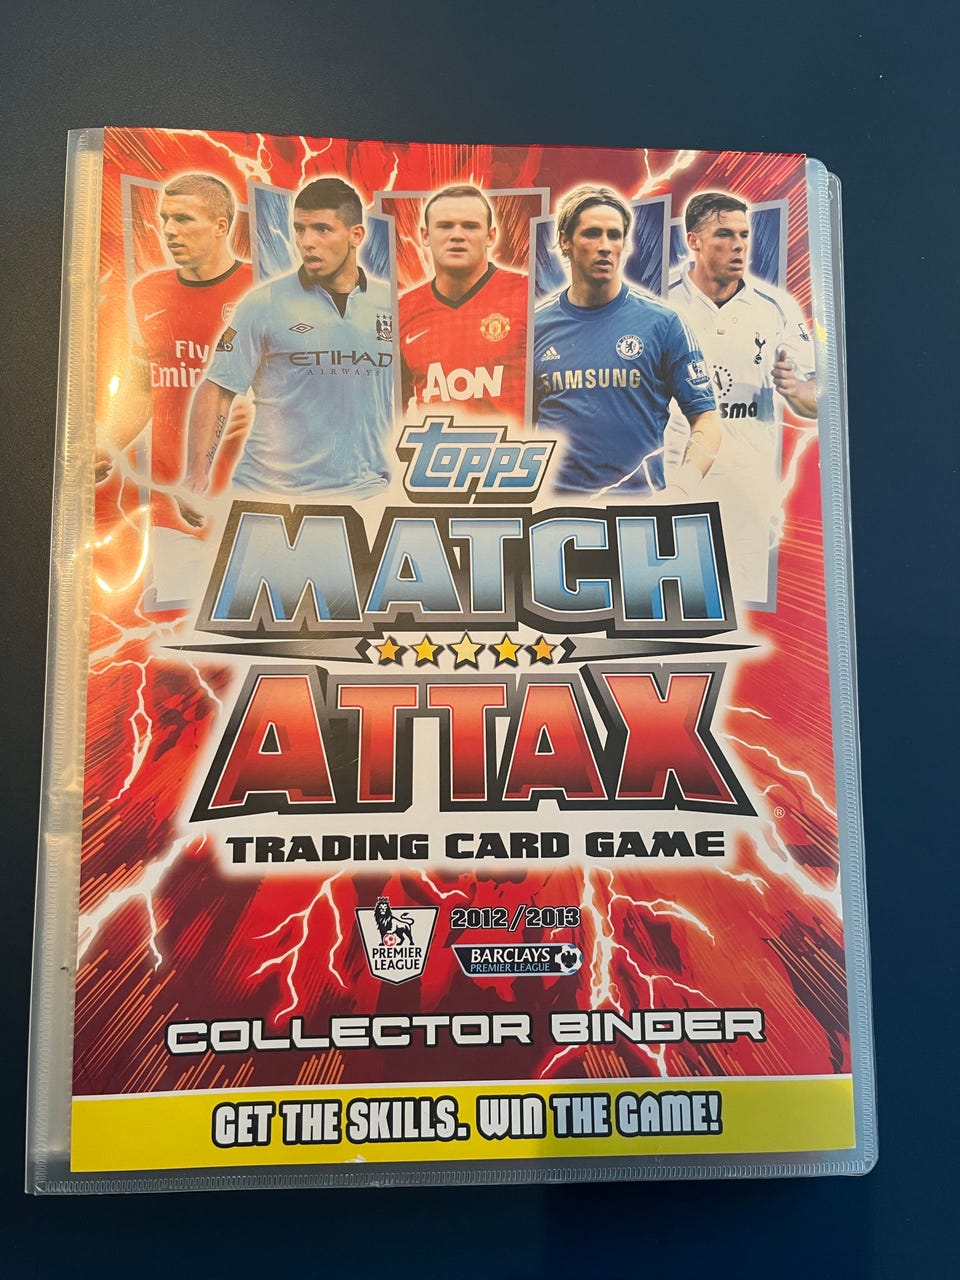 Fly
Emir
ETIHAD
AIRWAYS
AON
SAMSUNG
sma
topps
MATCH
ATTAX
®
TRADING CARD GAME
PREMIER
LEAGUE
2012/2013
BARCLAYS
PREMIER LEAGUE
COLLECTOR BINDER
GET THE SKILLS. WIN THE GAME!